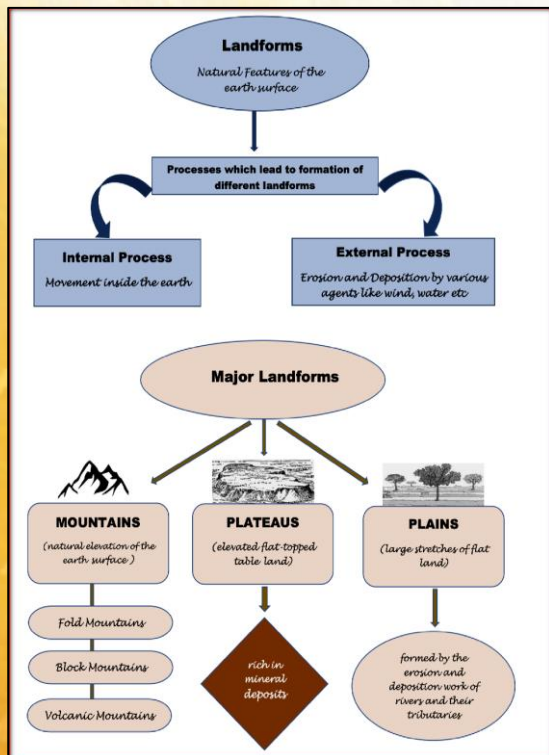 Landforms
Natural Features of the
earth surface
Processes which lead to formation of
different landforms
Internal Process
Movement inside the earth
External Process
Erosion and Deposition by various
agents like wind, water etc
Major Landforms
MOUNTAINS
(natural elevation of the
earth surface )
Fold Mountains
Block Mountains
Volcanic Mountains
PLATEAUS
(elevated flat-topped
table land)
rich in
mineral
deposits
PLAINS
(large stretches of flat
land)
formed by the
erosion and
deposition work of
rivers and their
tributaries